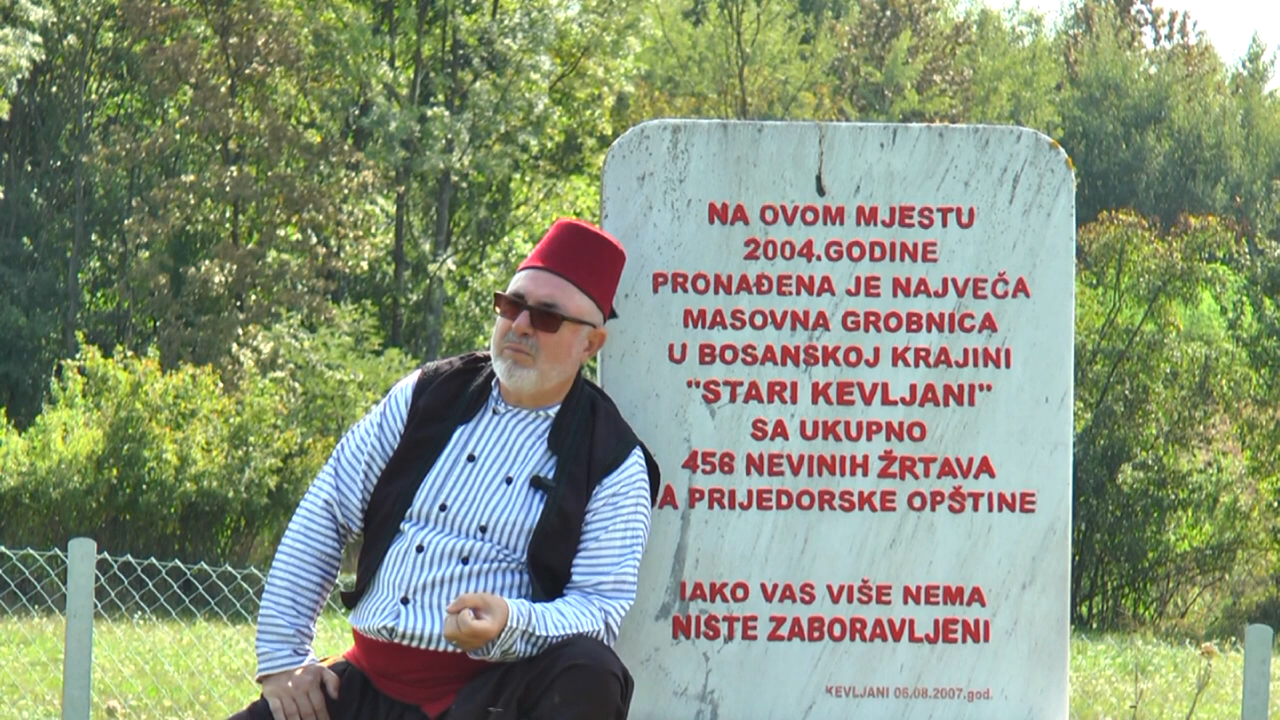 NA OVOM MJESTU
2004.GODINE
PRONAĐENA JE NAJVEČA
MASOVNA GROBNICA
U BOSANSKOJ KRAJINI
"STARI KEVLJANI"
SA UKUPNO
456 NEVINIH ŽRTAVA
A PRIJEDORSKE OPŠTINE
IAKO VAS VIŠE NEMA
NISTE ZABORAVLJENI
KEVLJANI 06.08.2007.god.